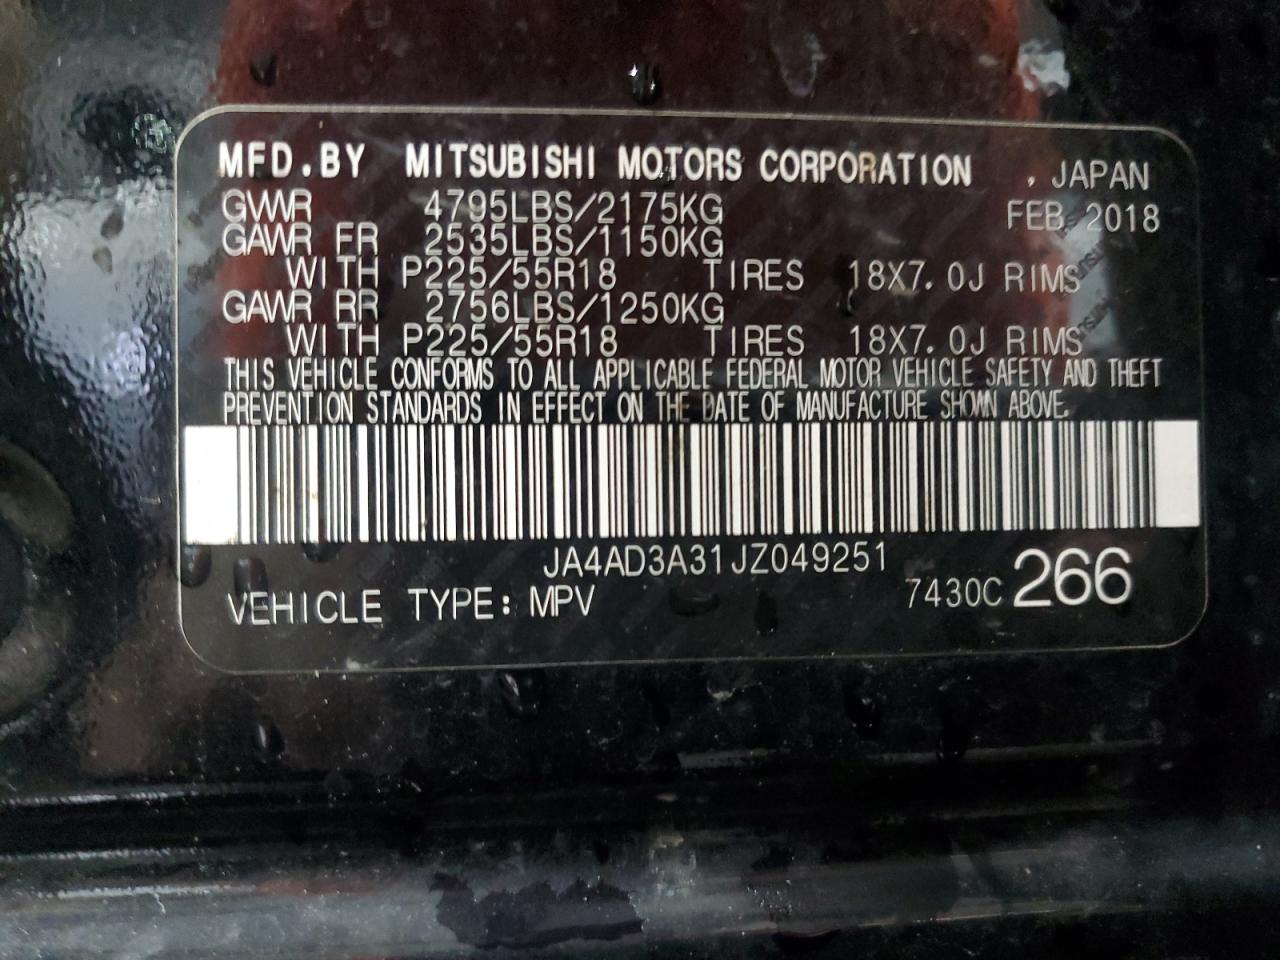 MFD.BY MITSUBISHI MOTORS CORPORATION , JAPAN
GVWR 4795LBS/2175KG FEB 2018
GAWR FR 2535LBS/1150KG
WITH P225/55R18 TIRES 18X7.0J RIMS
GAWR RR 2756LBS/1250KG
WITH P225/55R18 TIRES 18X7.0J RIMS
THIS VEHICLE CONFORMS TO ALL APPLICABLE FEDERAL MOTOR VEHICLE SAFETY AND THEFT
PREVENTION STANDARDS IN EFFECT ON THE DATE OF MANUFACTURE SHOWN ABOVE.
JA4AD3A31JZ049251
VEHICLE TYPE: MPV 7430C 266